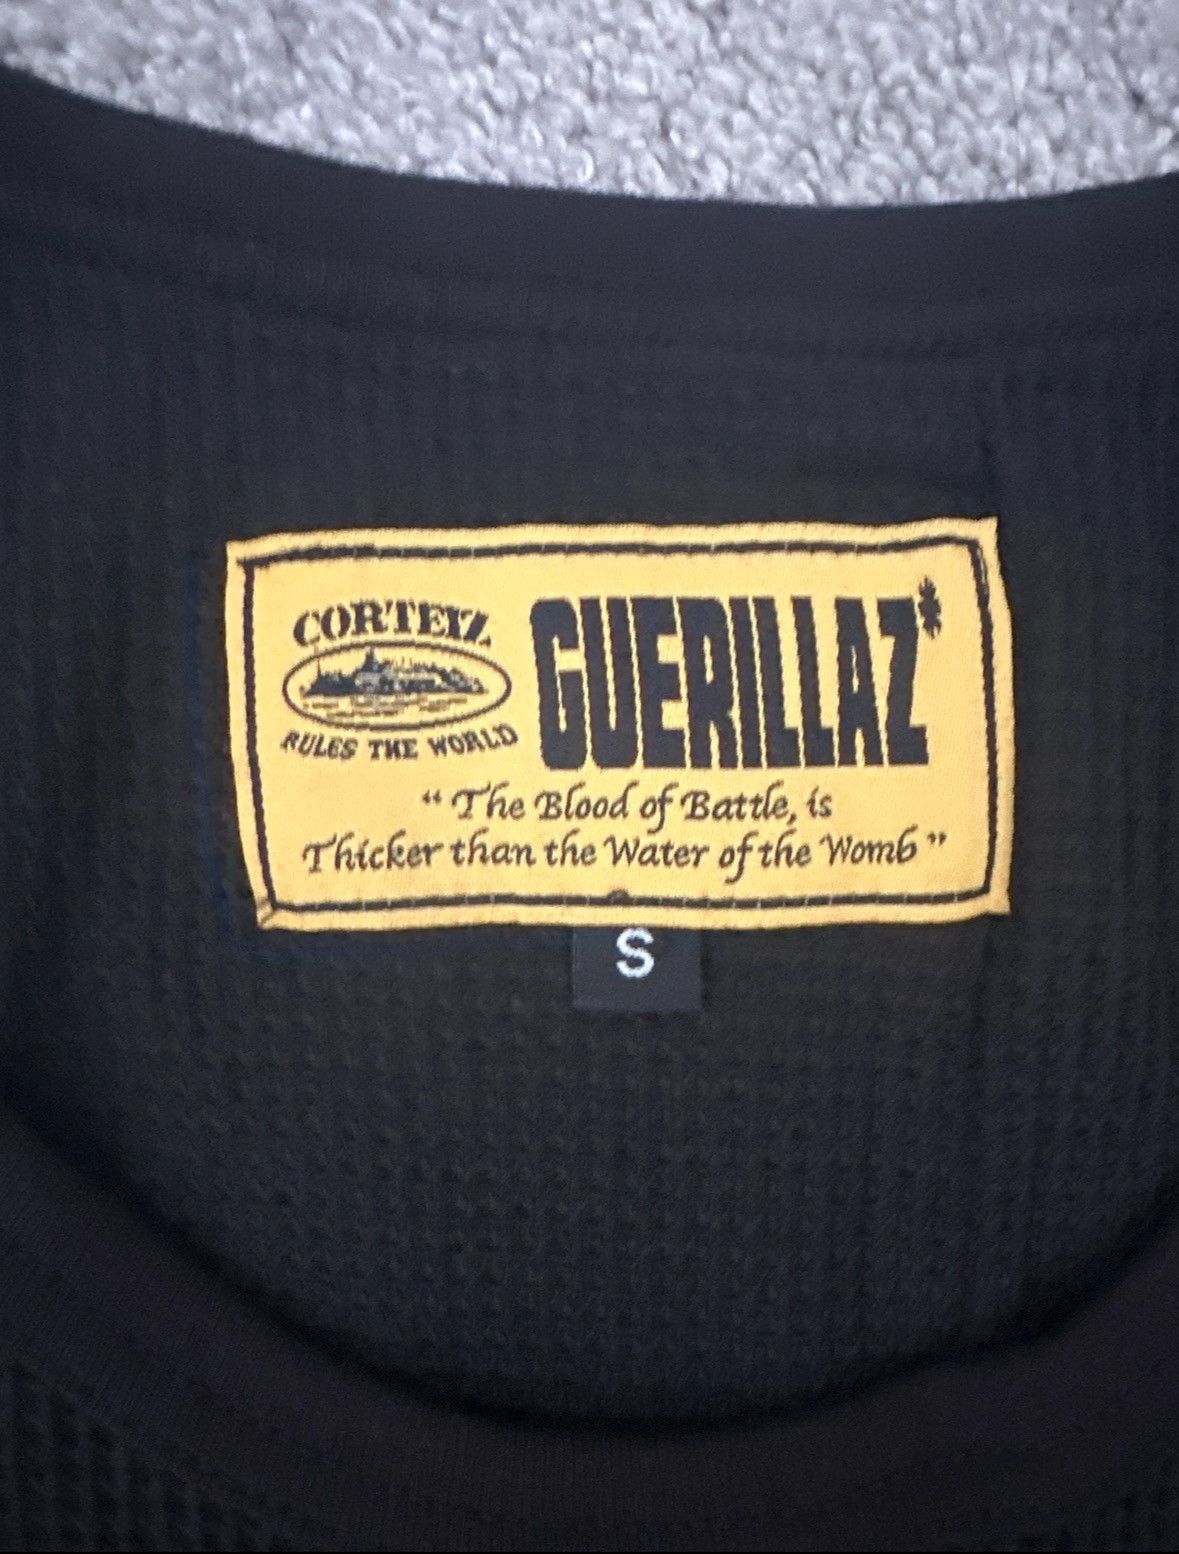 CORTEIZ
RULES THE WORLD
GUERILLAZ*
“The Blood of Battle, is
Thicker than the Water of the Womb”
S